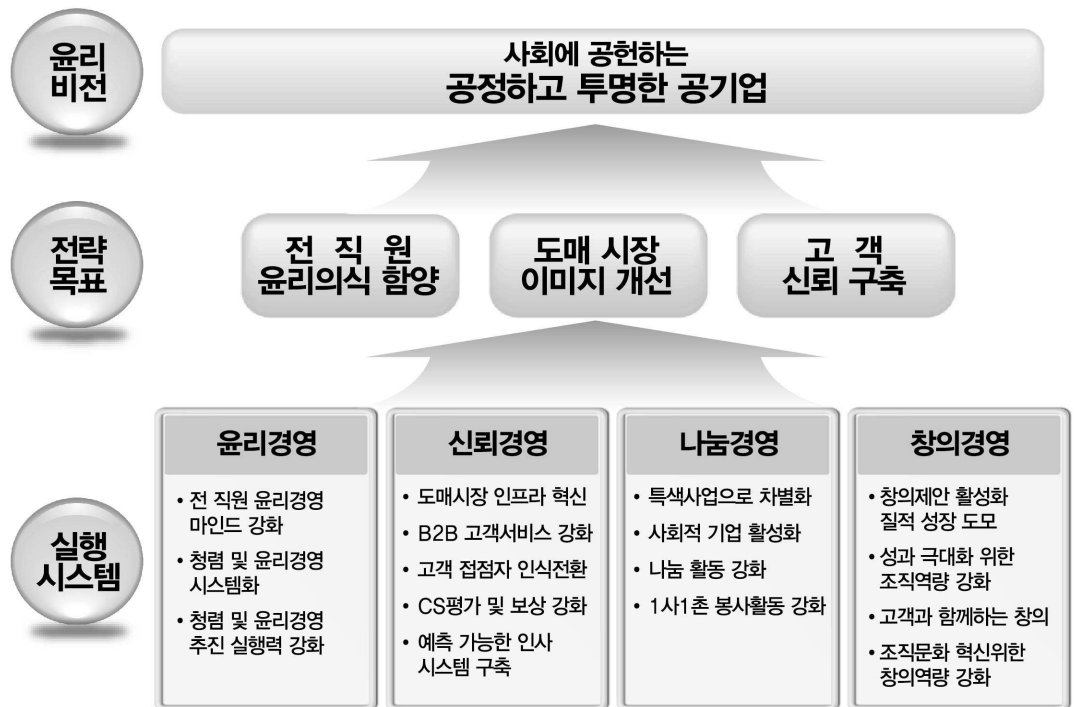 윤리
비전
사회에 공헌하는
공정하고 투명한 공기업
전략
목표
전 직 원
윤리의식 함양
도매 시장
이미지 개선
고 객
신뢰 구축
실행
시스템
윤리경영
• 전 직원 윤리경영
마인드 강화
• 청렴 및 윤리경영
시스템화
• 청렴 및 윤리경영
추진 실행력 강화
신뢰경영
• 도매시장 인프라 혁신
• B2B 고객서비스 강화
• 고객 접점자 인식전환
• CS평가 및 보상 강화
• 예측 가능한 인사
시스템 구축
나눔경영
• 특색사업으로 차별화
• 사회적 기업 활성화
• 나눔 활동 강화
• 1사1촌 봉사활동 강화
창의경영
• 창의제안 활성화
질적 성장 도모
• 성과 극대화 위한
조직역량 강화
• 고객과 함께하는 창의
• 조직문화 혁신위한
창의역량 강화